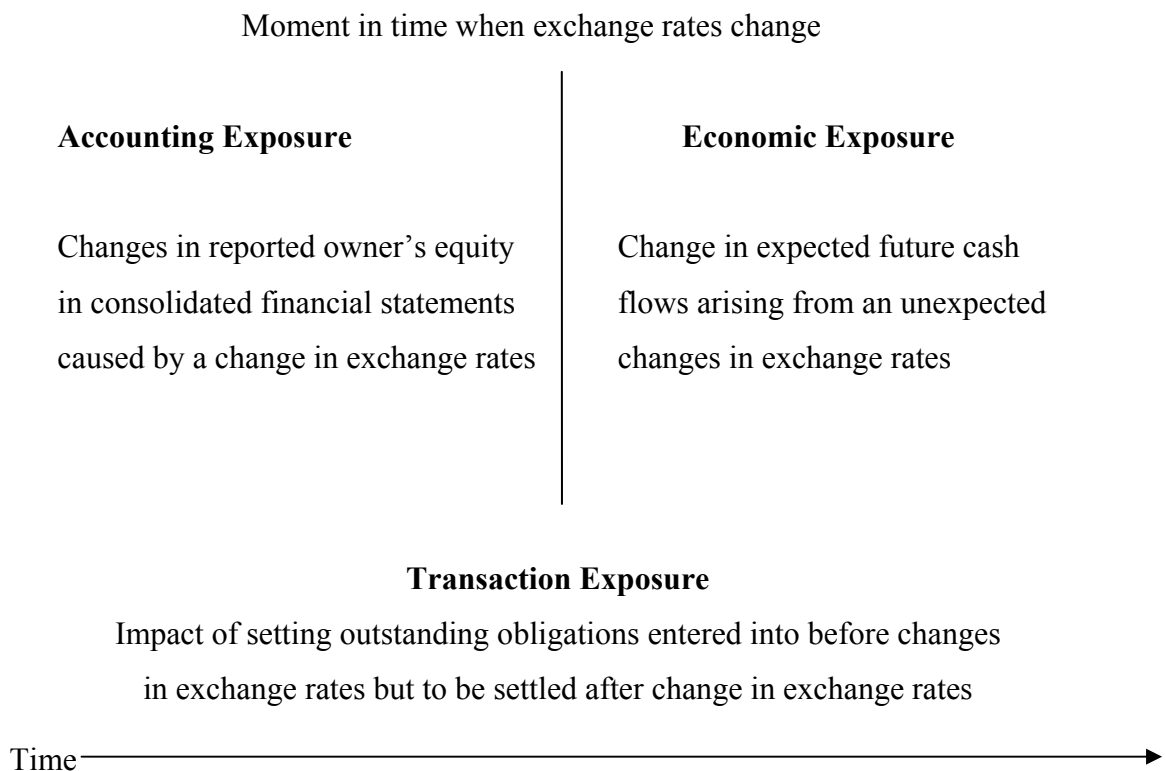 Moment in time when exchange rates change
Accounting Exposure
Changes in reported owner’s equity
in consolidated financial statements
caused by a change in exchange rates
Economic Exposure
Change in expected future cash
flows arising from an unexpected
changes in exchange rates
Transaction Exposure
Impact of setting outstanding obligations entered into before changes
in exchange rates but to be settled after change in exchange rates
Time